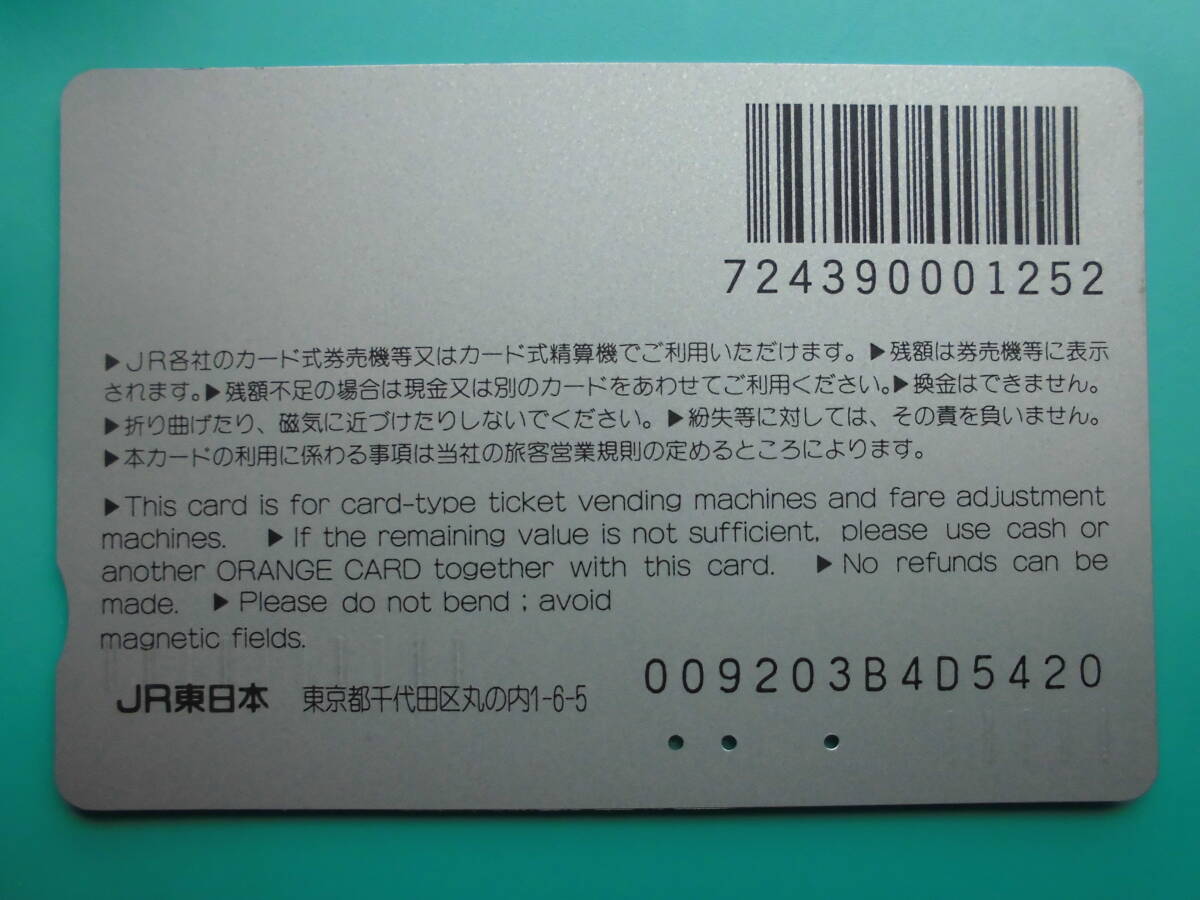 724390001252
▶JR各社のカード式券売機等又はカード式精算機でご利用いただけます。▶残額は券売機等に表示
されます。▶残額不足の場合は現金又は別のカードをあわせてご利用ください。▶換金はできません。
▶折り曲げたり、磁気に近づけたりしないでください。▶紛失等に対しては、その責を負いません。
▶本カードの利用に係わる事項は当社の旅客営業規則の定めるところによります。
▶This card is for card-type ticket vending machines and fare adjustment
machines. ▶If the remaining value is not sufficient, please use cash or
another ORANGE CARD together with this card. ▶No refunds can be
made. ▶Please do not bend ; avoid
magnetic fields.
009203B4D5420
JR東日本 東京都千代田区丸の内1-6-5